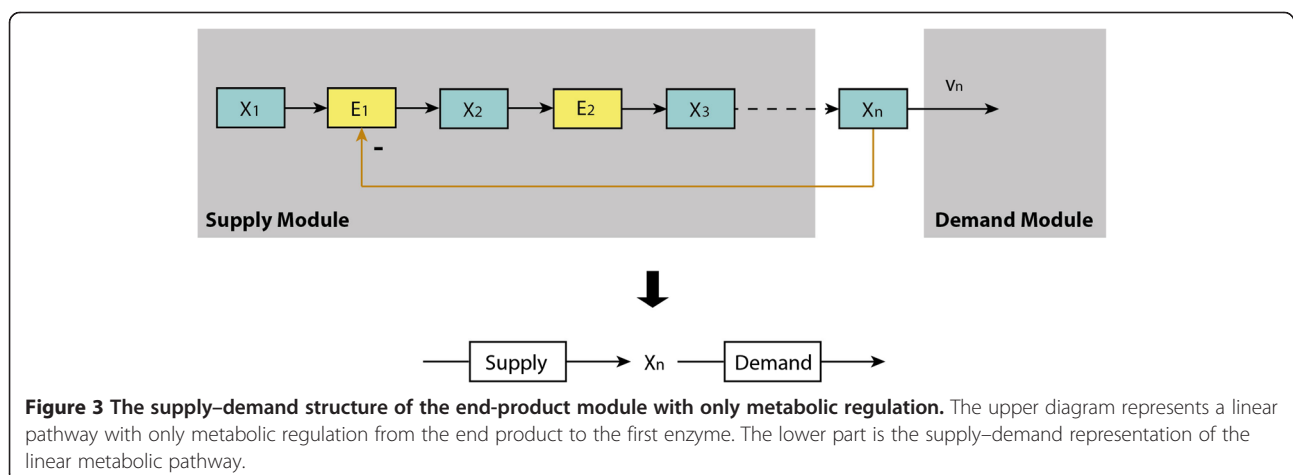 X1 E1 X2 E2 X3 Xn vn
-
Supply Module Demand Module
Supply Xn Demand
Figure 3 The supply–demand structure of the end-product module with only metabolic regulation. The upper diagram represents a linear
pathway with only metabolic regulation from the end product to the first enzyme. The lower part is the supply–demand representation of the
linear metabolic pathway.